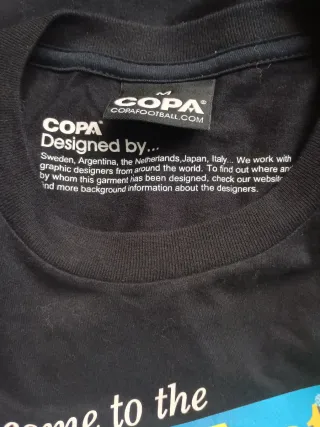 M
COPA®
COPAFOOTBALL.COM
COPA®
Designed by...
Sweden, Argentina, the Netherlands, Japan, Italy... We work with
graphic designers from around the world. To find out where and
by whom this garment has been designed, check our website
and more background information about the designers.
to the